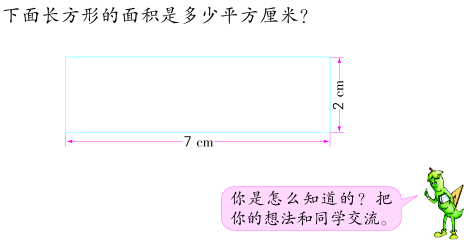 下面长方形的面积是多少平方厘米?
2 cm
7 cm
你是怎么知道的?把
你的想法和同学交流。